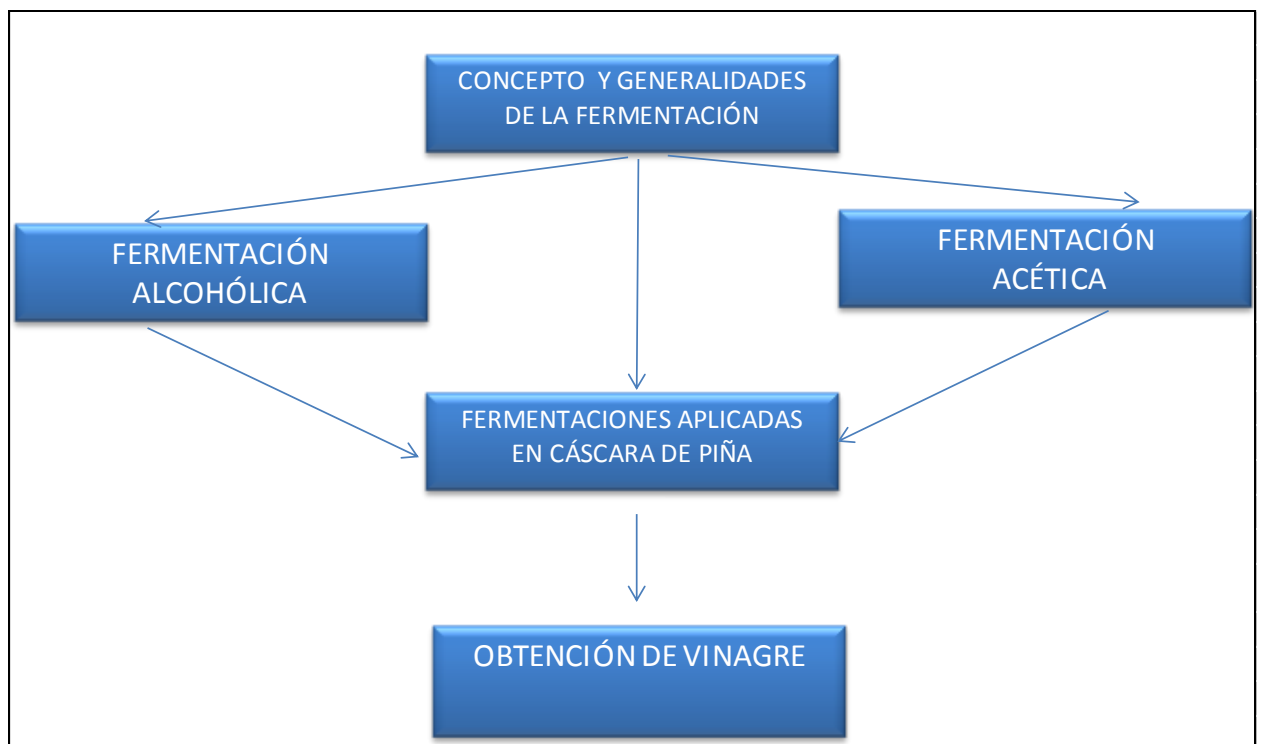 CONCEPTO Y GENERALIDADES
DE LA FERMENTACIÓN
FERMENTACIÓN
ALCOHÓLICA
FERMENTACIÓN
ACÉTICA
FERMENTACIONES APLICADAS
EN CÁSCARA DE PIÑA
OBTENCIÓN DE VINAGRE